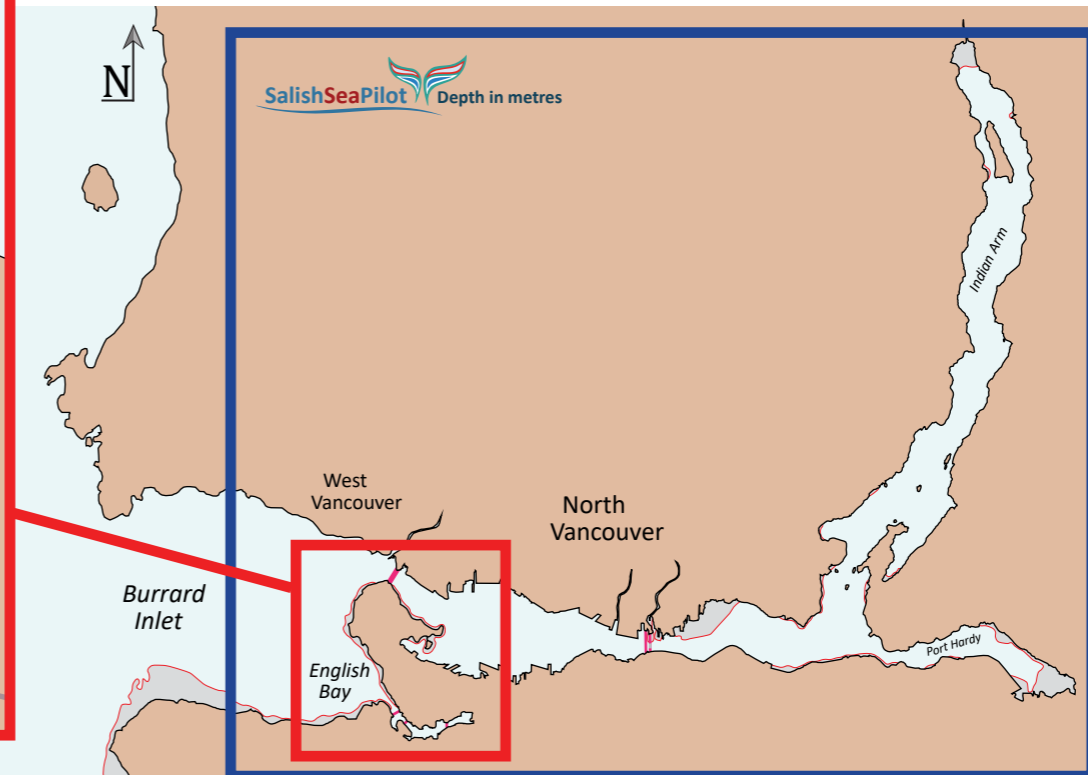 N
SalishSeaPilot Depth in metres
Indian Arm
West
Vancouver
North
Vancouver
Burrard
Inlet
English
Bay
Port Hardy